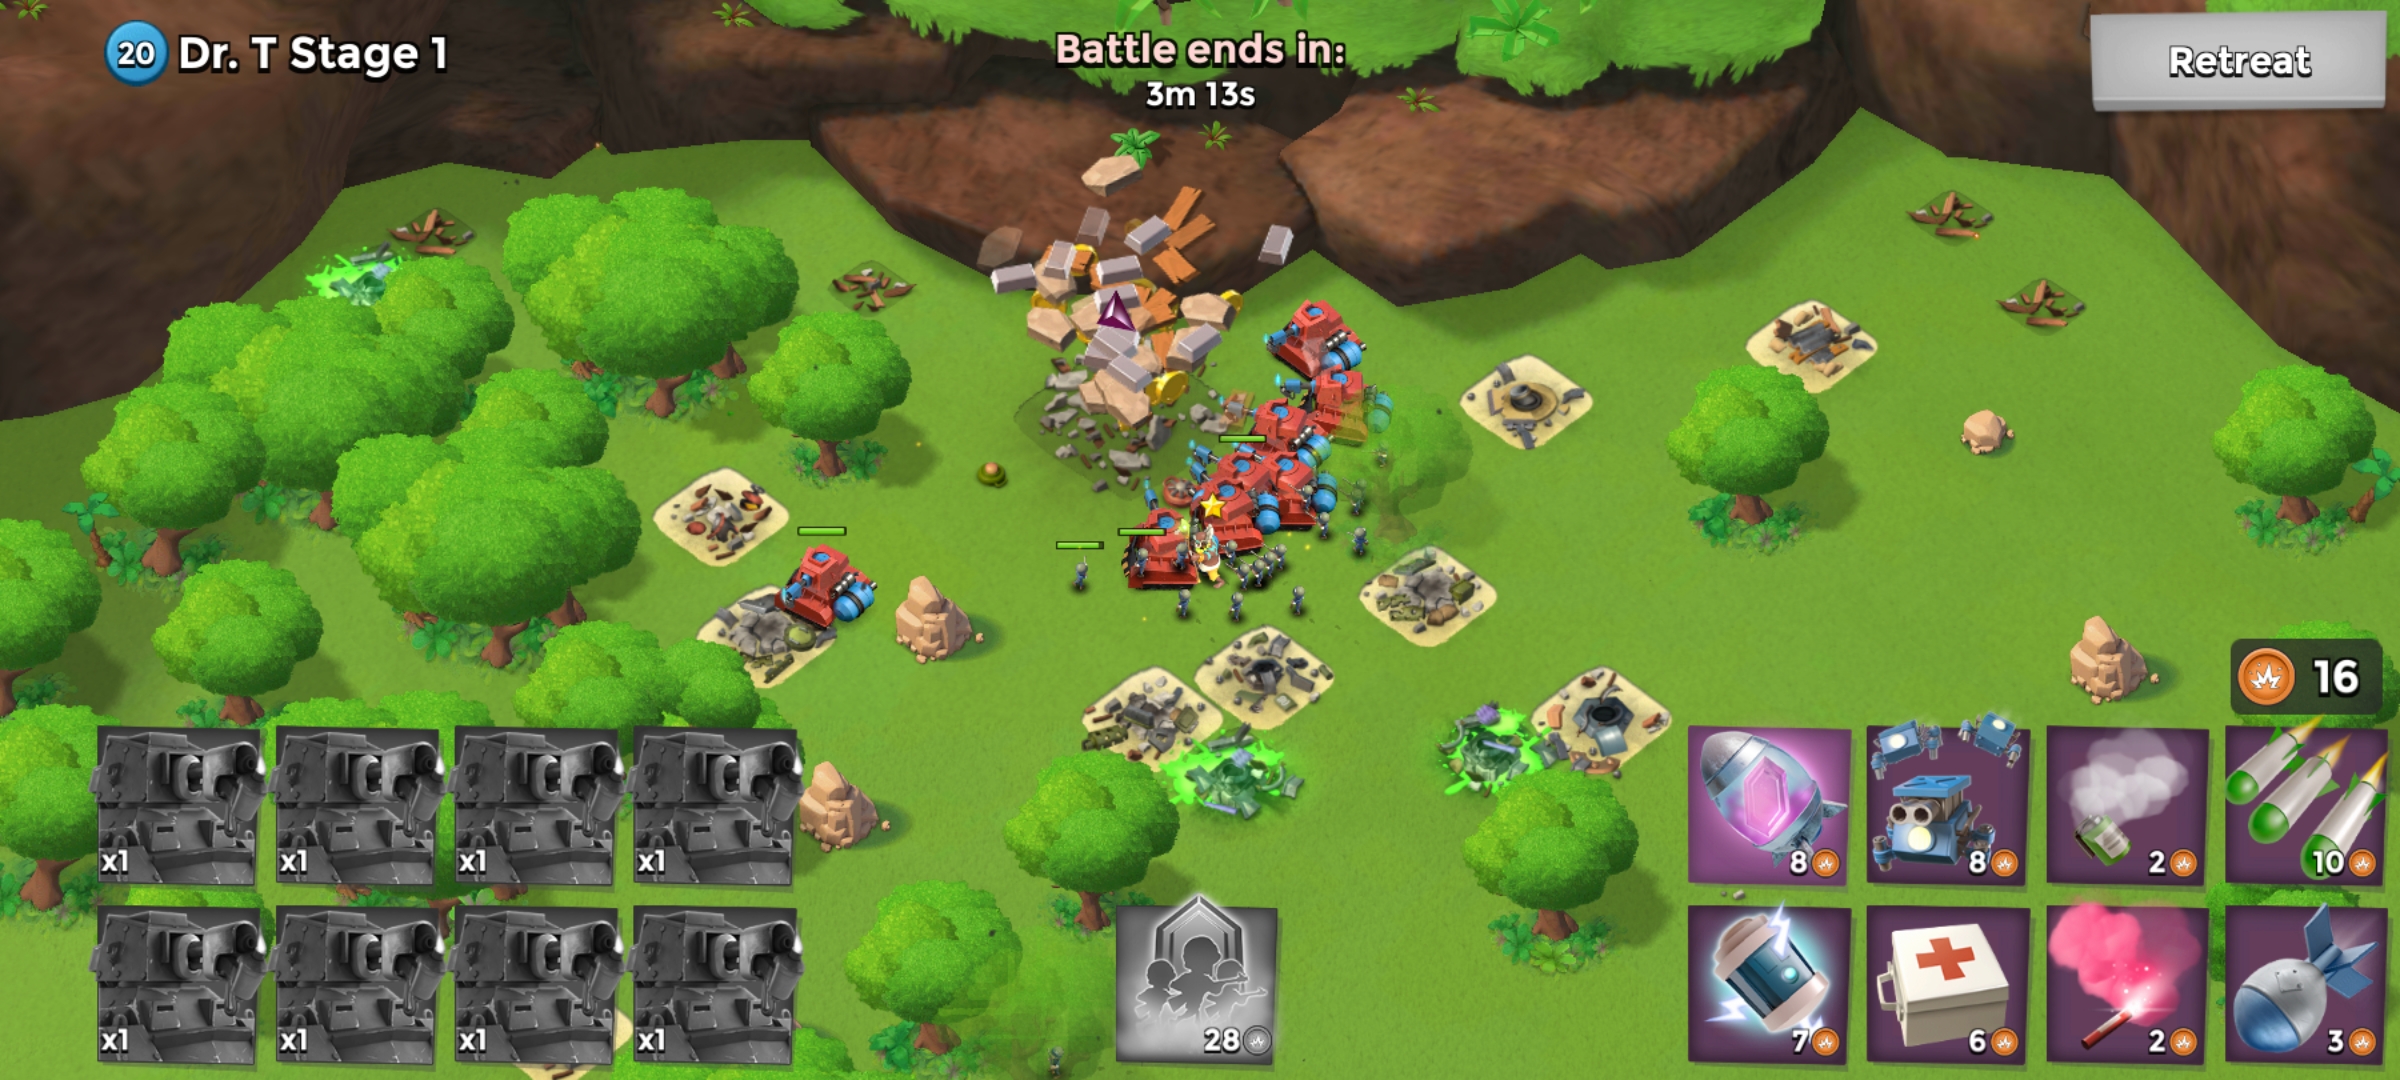 20 Dr. T Stage 1
Battle ends in:
3m 13s
Retreat
16
x1 x1 x1 x1
8 8 2 10
x1 x1 x1 x1
28
7 6 2 3